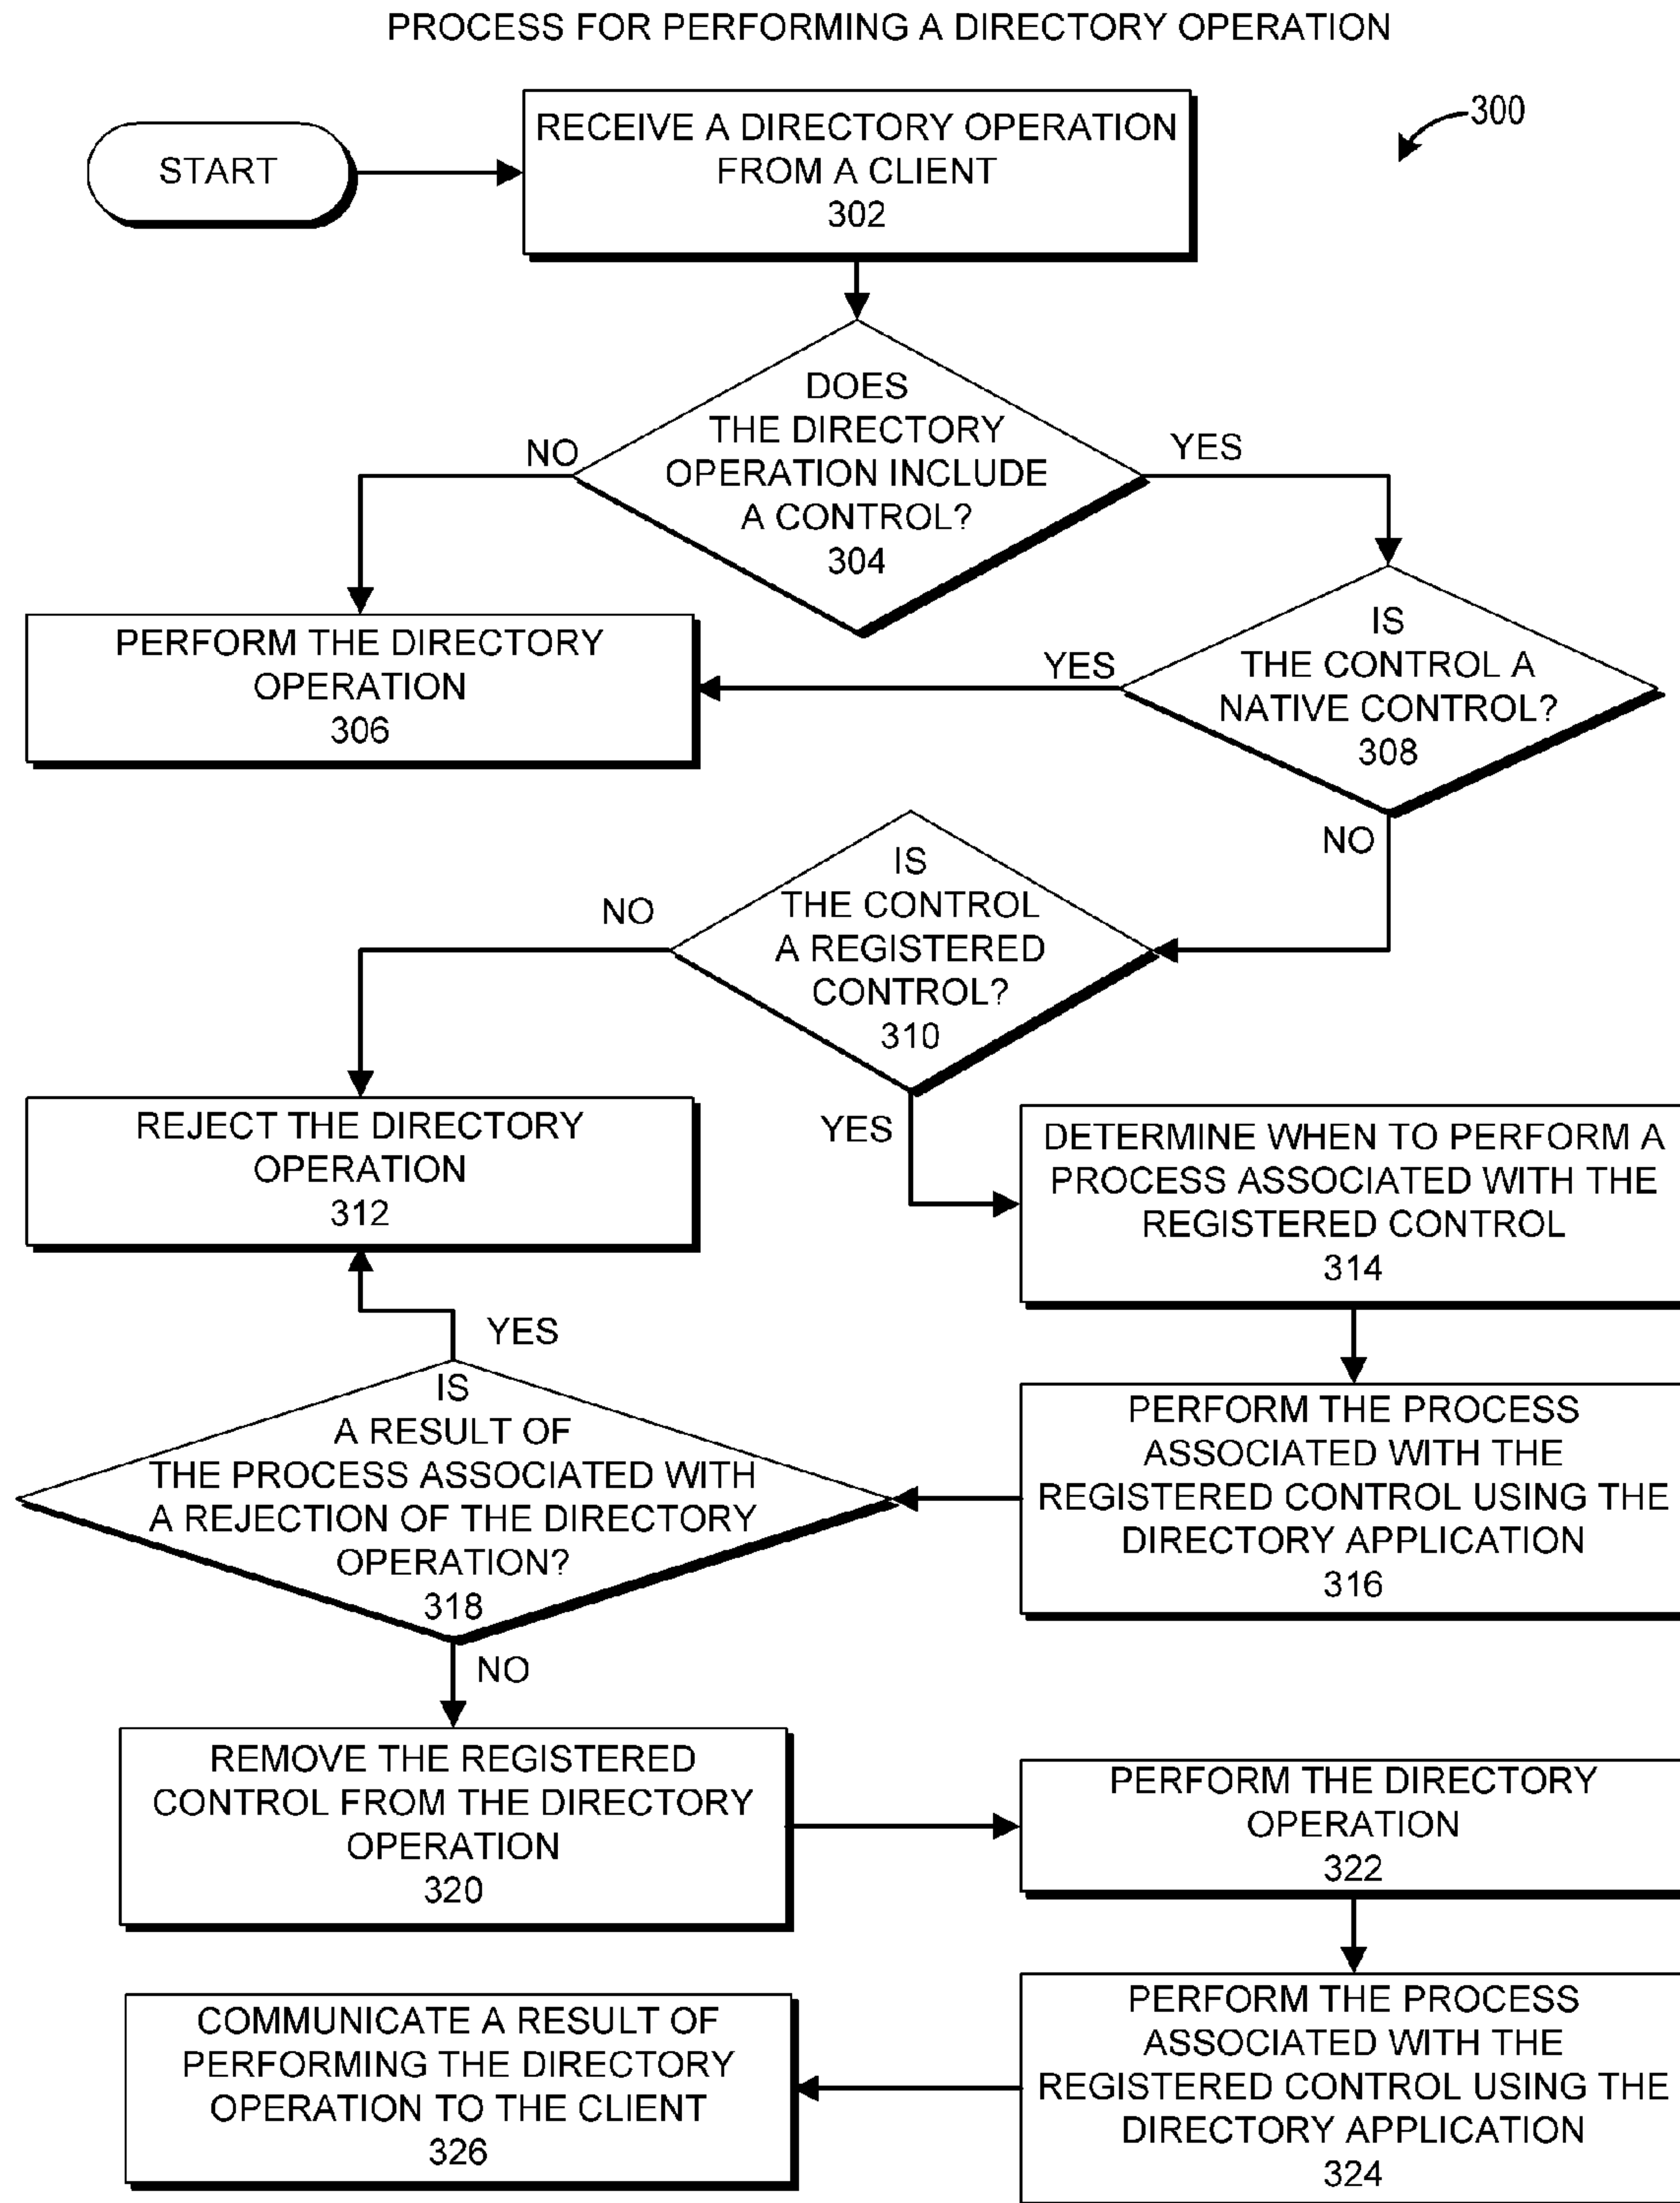 PROCESS FOR PERFORMING A DIRECTORY OPERATION
300
START
RECEIVE A DIRECTORY OPERATION
FROM A CLIENT
302
DOES
THE DIRECTORY
OPERATION INCLUDE
A CONTROL?
304
NO
YES
PERFORM THE DIRECTORY
OPERATION
306
YES
IS
THE CONTROL A
NATIVE CONTROL?
308
NO
IS
THE CONTROL
A REGISTERED
CONTROL?
310
NO
YES
REJECT THE DIRECTORY
OPERATION
312
DETERMINE WHEN TO PERFORM A
PROCESS ASSOCIATED WITH THE
REGISTERED CONTROL
314
PERFORM THE PROCESS
ASSOCIATED WITH THE
REGISTERED CONTROL USING THE
DIRECTORY APPLICATION
316
YES
IS
A RESULT OF
THE PROCESS ASSOCIATED WITH
A REJECTION OF THE DIRECTORY
OPERATION?
318
NO
REMOVE THE REGISTERED
CONTROL FROM THE DIRECTORY
OPERATION
320
PERFORM THE DIRECTORY
OPERATION
322
PERFORM THE PROCESS
ASSOCIATED WITH THE
REGISTERED CONTROL USING THE
DIRECTORY APPLICATION
324
COMMUNICATE A RESULT OF
PERFORMING THE DIRECTORY
OPERATION TO THE CLIENT
326